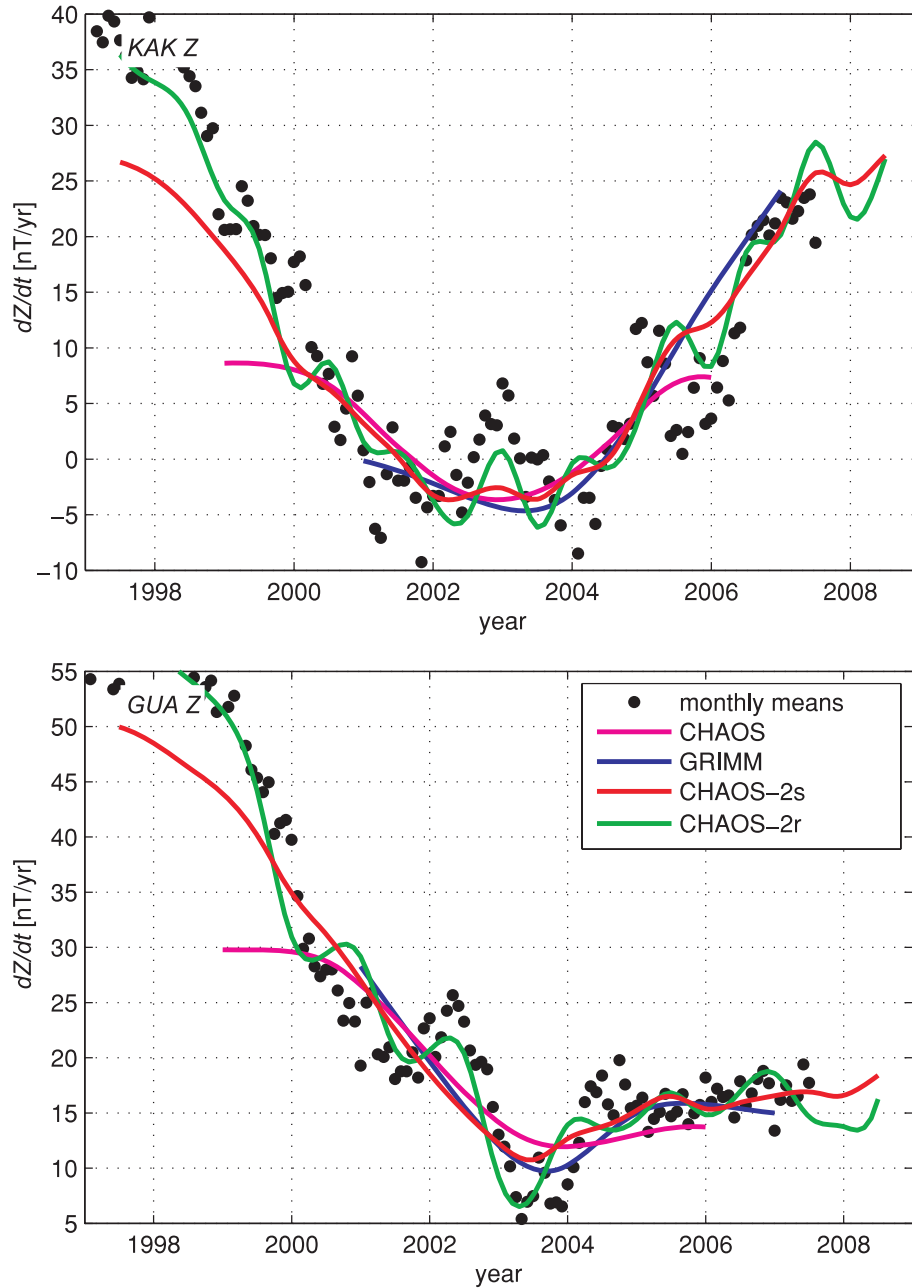 40
35
30
25
20
15
10
5
0
−5
−10
dZ/dt [nT/yr]
KAK Z
1998 2000 2002 2004 2006 2008
year
55
50
45
40
35
30
25
20
15
10
5
dZ/dt [nT/yr]
GUA Z
monthly means
CHAOS
GRIMM
CHAOS−2s
CHAOS−2r
1998 2000 2002 2004 2006 2008
year